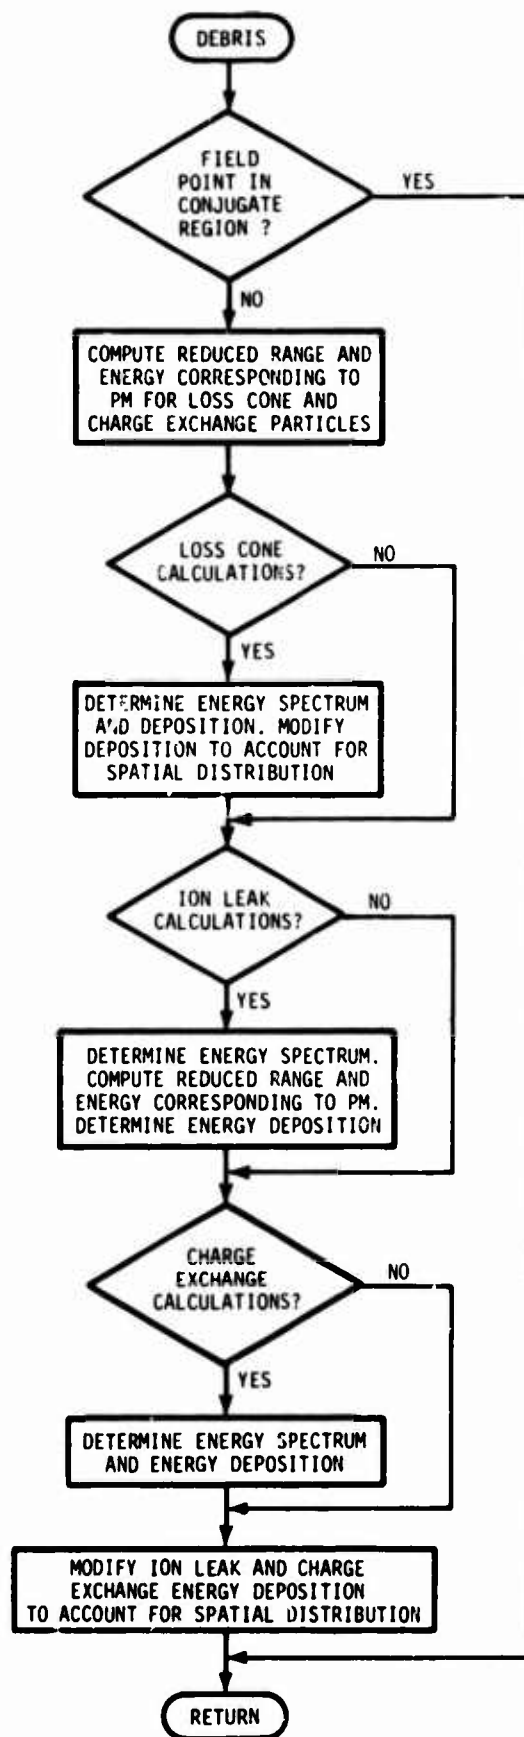 DEBRIS
FIELD
POINT IN
CONJUGATE
REGION ?
YES
NO
COMPUTE REDUCED RANGE AND
ENERGY CORRESPONDING TO
PM FOR LOSS CONE AND
CHARGE EXCHANGE PARTICLES
LOSS CONE
CALCULATIONS?
NO
YES
DETERMINE ENERGY SPECTRUM
AND DEPOSITION. MODIFY
DEPOSITION TO ACCOUNT FOR
SPATIAL DISTRIBUTION
ION LEAK
CALCULATIONS?
NO
YES
DETERMINE ENERGY SPECTRUM.
COMPUTE REDUCED RANGE AND
ENERGY CORRESPONDING TO PM.
DETERMINE ENERGY DEPOSITION
CHARGE
EXCHANGE
CALCULATIONS?
NO
YES
DETERMINE ENERGY SPECTRUM
AND ENERGY DEPOSITION
MODIFY ION LEAK AND CHARGE
EXCHANGE ENERGY DEPOSITION
TO ACCOUNT FOR SPATIAL DISTRIBUTION
RETURN